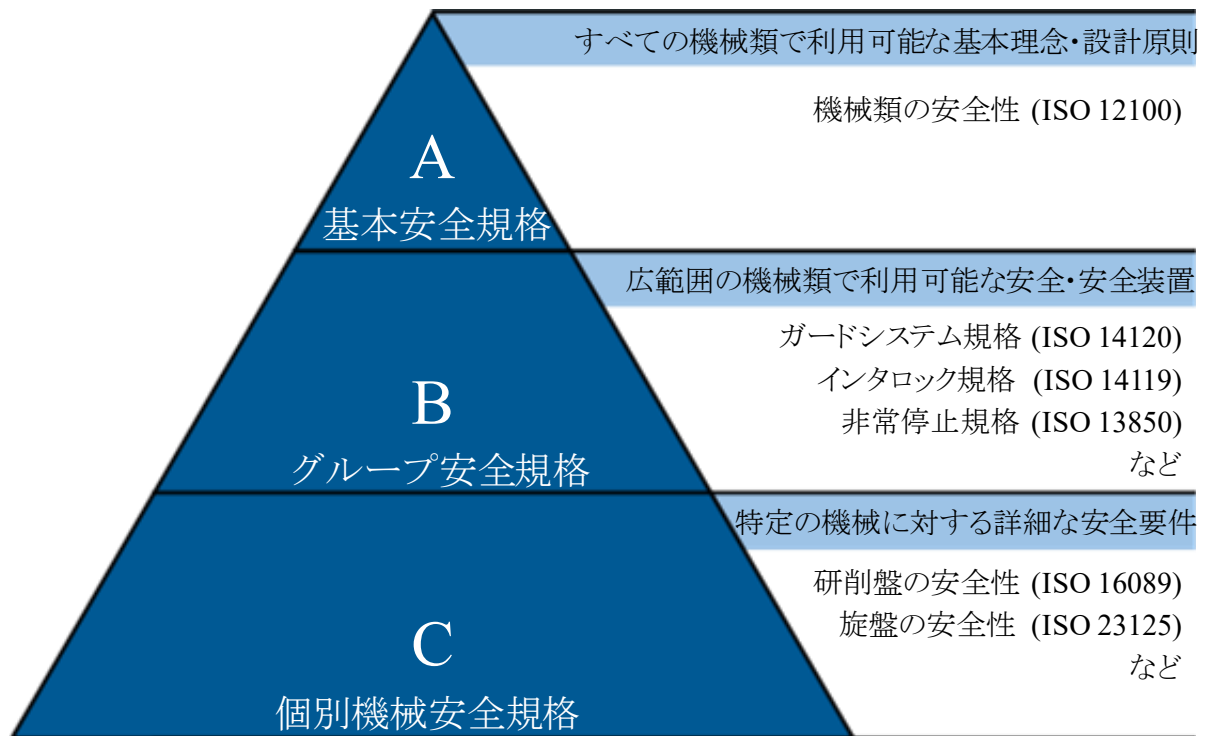 すべての機械類で利用可能な基本理念・設計原則
機械類の安全性 (ISO 12100)
A
基本安全規格
広範囲の機械類で利用可能な安全・安全装置
ガードシステム規格 (ISO 14120)
インタロック規格 (ISO 14119)
非常停止規格 (ISO 13850)
など
B
グループ安全規格
特定の機械に対する詳細な安全要件
研削盤の安全性 (ISO 16089)
旋盤の安全性 (ISO 23125)
など
C
個別機械安全規格